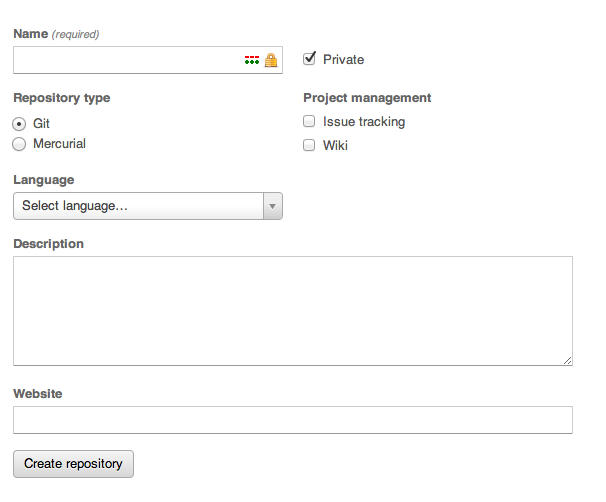 Name (required)
Private
Repository type
Project management
Git
Issue tracking
Mercurial
Wiki
Language
Select language...
Description
Website
Create repository